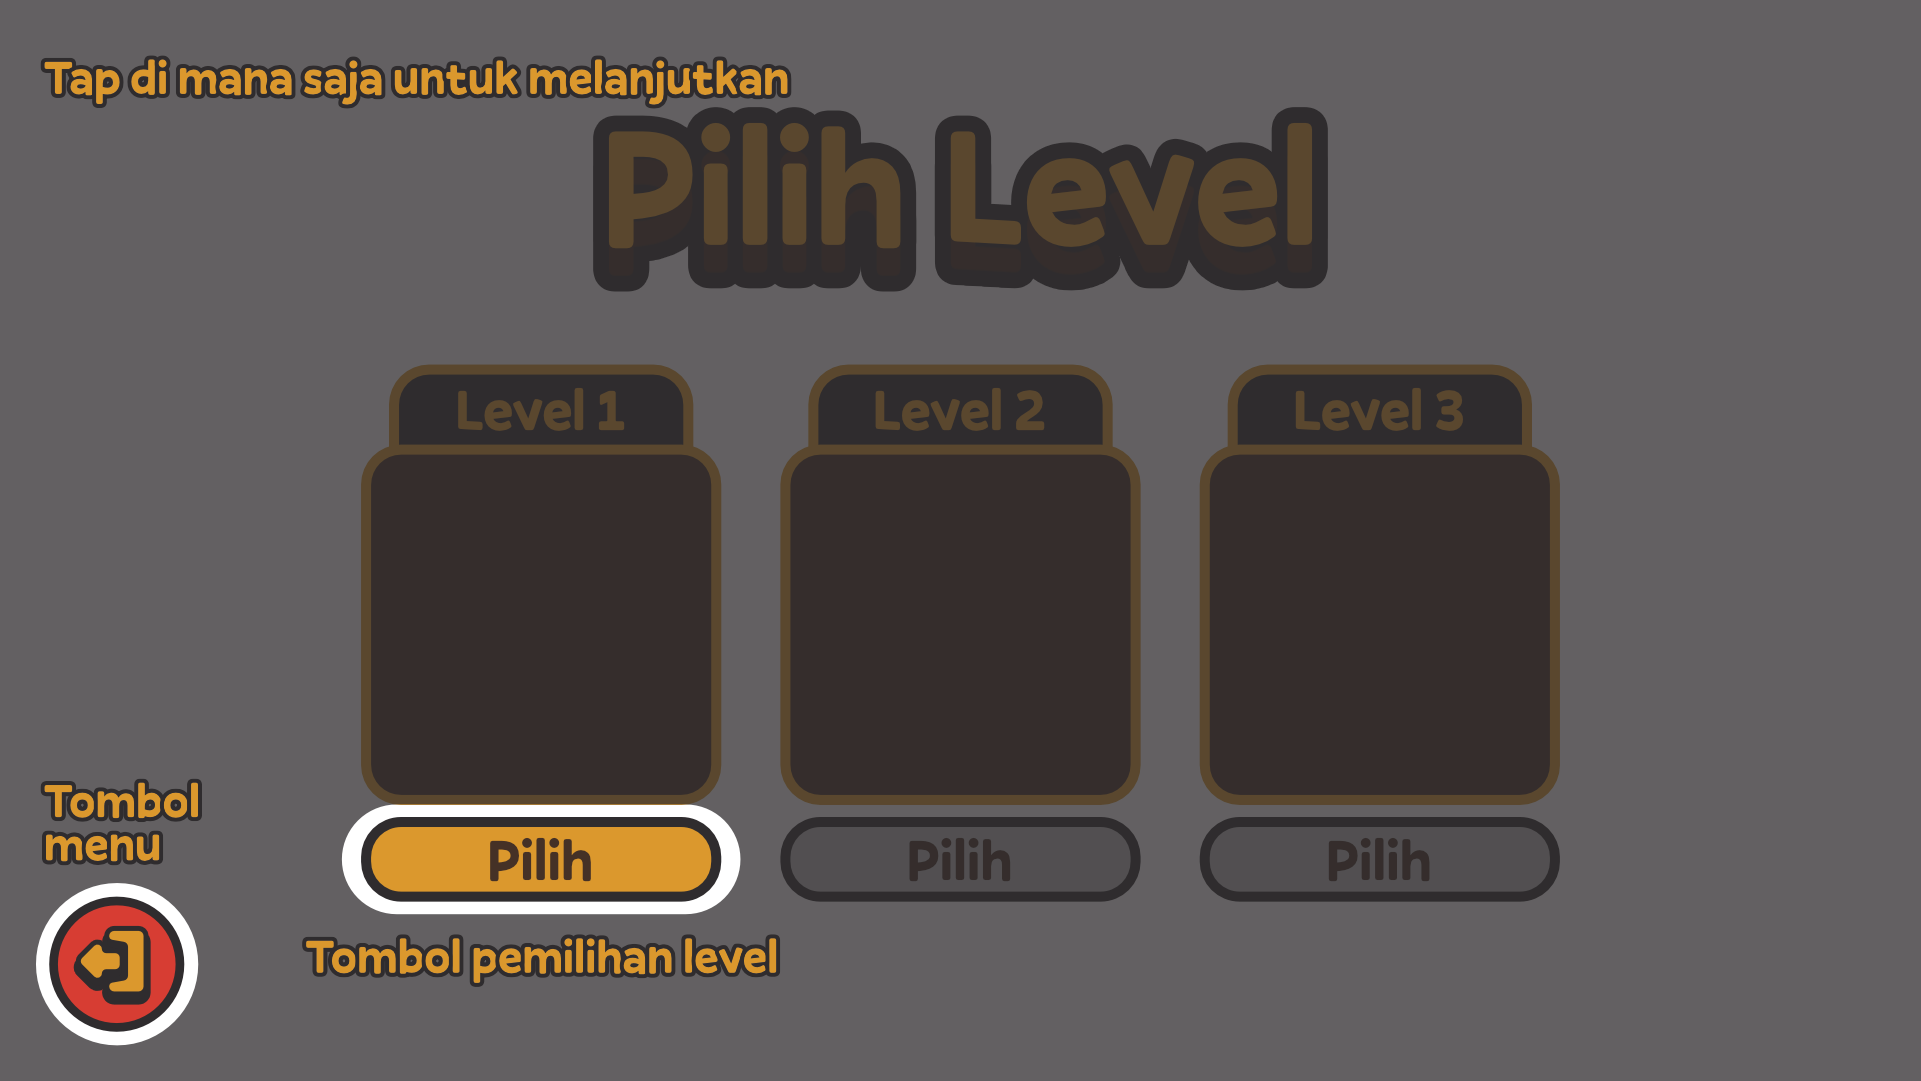 Tap di mana saja untuk melanjutkan
Pilih Level
Level 1
Level 2
Level 3
Pilih
Pilih
Pilih
Tombol
menu
Tombol pemilihan level